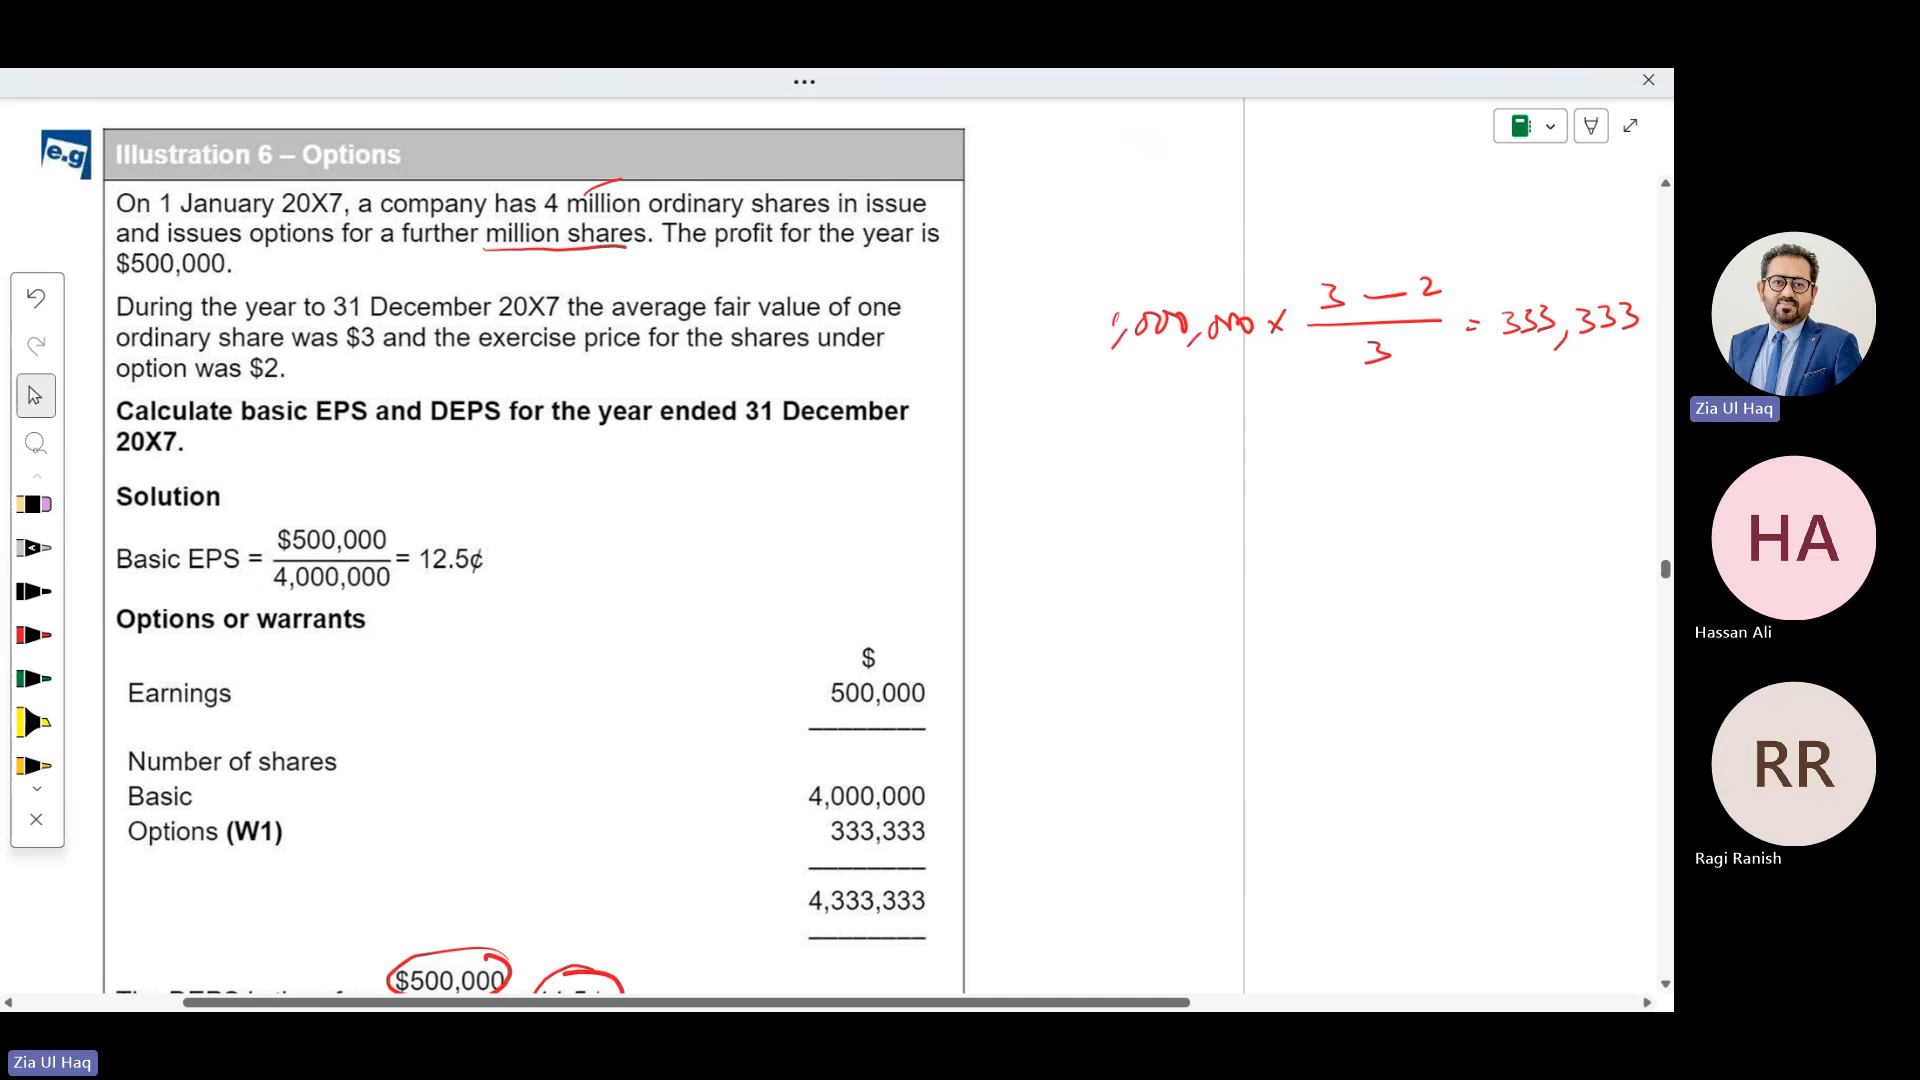 e.g
Illustration 6 – Options
On 1 January 20X7, a company has 4 million ordinary shares in issue
and issues options for a further million shares. The profit for the year is
$500,000.
During the year to 31 December 20X7 the average fair value of one
ordinary share was $3 and the exercise price for the shares under
option was $2.
Calculate basic EPS and DEPS for the year ended 31 December
20X7.
Solution
$500,000
Basic EPS = = 12.5¢
4,000,000
Options or warrants
$
Earnings 500,000
Number of shares
Basic 4,000,000
Options (W1) 333,333
4,333,333
$500,000
3 — 2
1,000,000 × = 333,333
3
Zia Ul Haq
HA
Hassan Ali
RR
Ragi Ranish
Zia Ul Haq